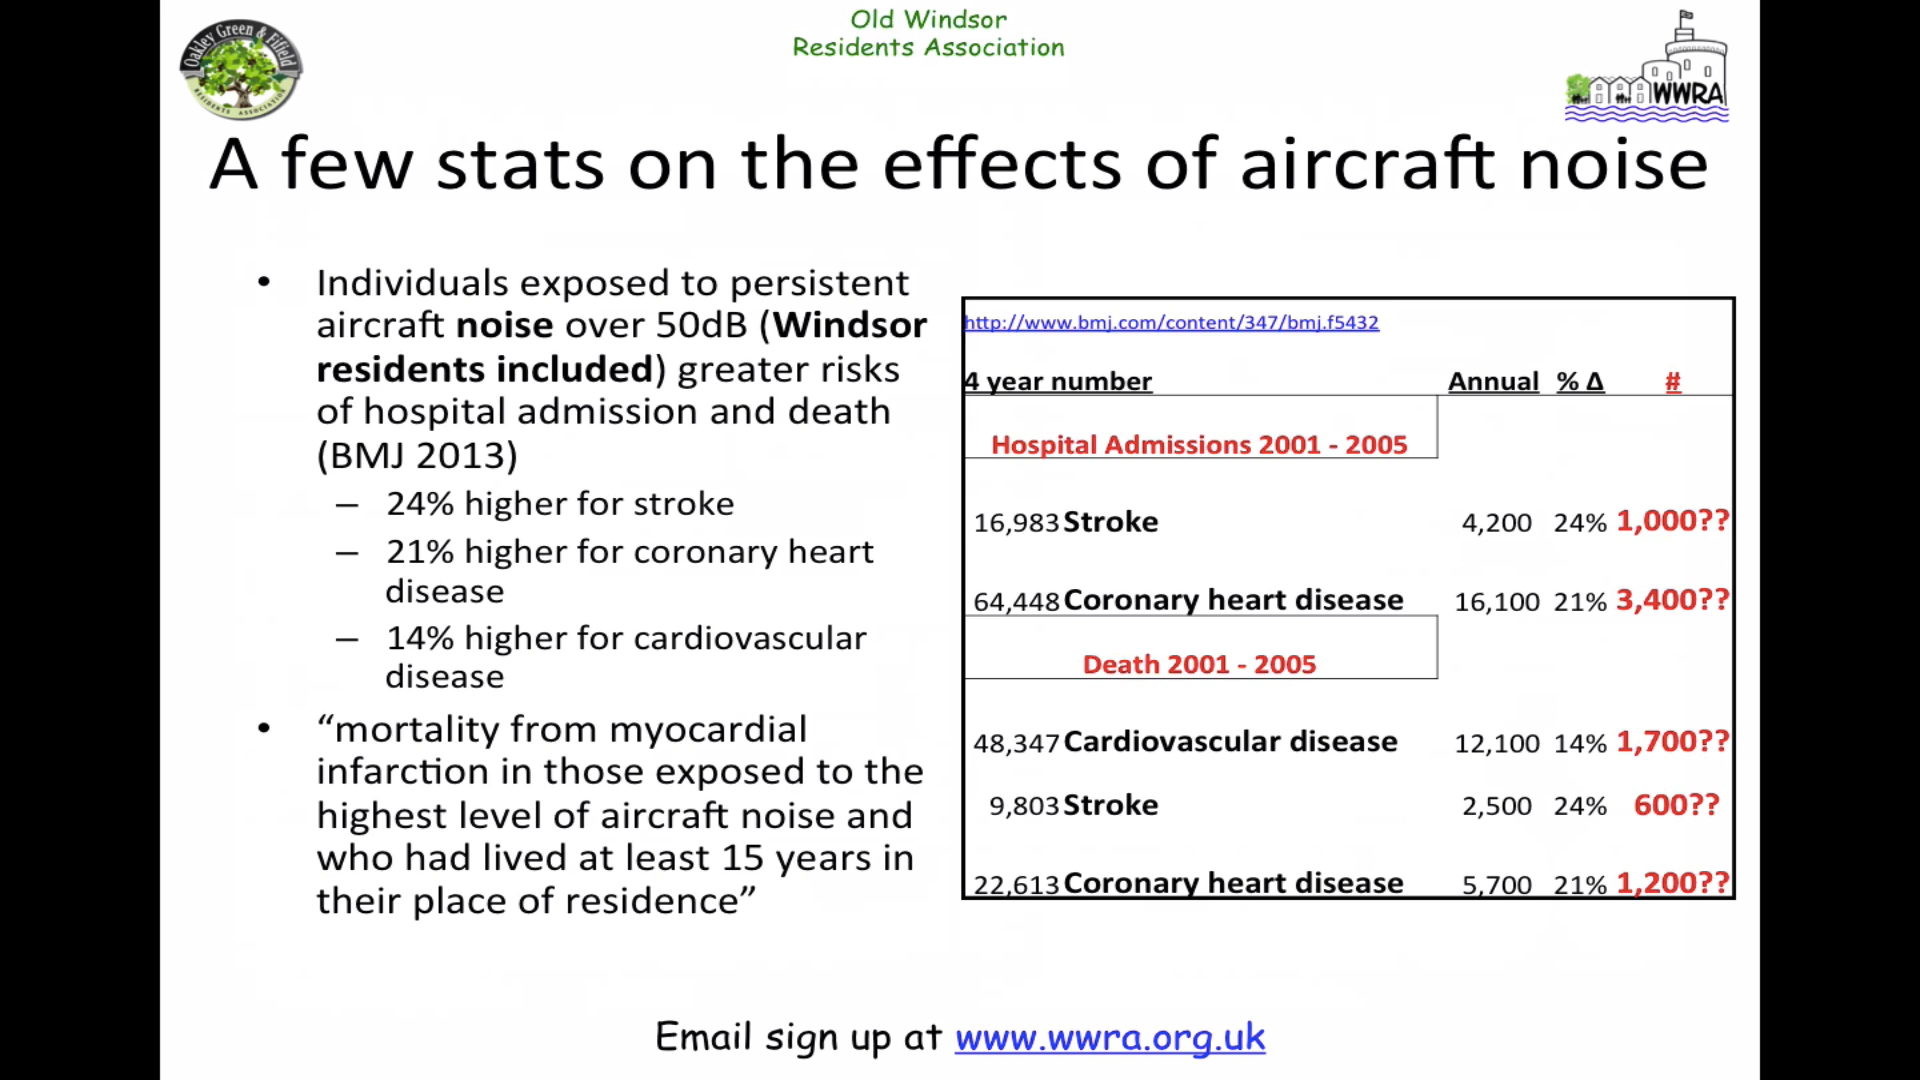 Oakley Green & Fifield
RESIDENTS ASSOCIATION
Old Windsor
Residents Association
WWRA
A few stats on the effects of aircraft noise
• Individuals exposed to persistent
aircraft noise over 50dB (Windsor
residents included) greater risks
of hospital admission and death
(BMJ 2013)
– 24% higher for stroke
– 21% higher for coronary heart
disease
– 14% higher for cardiovascular
disease
• “mortality from myocardial
infarction in those exposed to the
highest level of aircraft noise and
who had lived at least 15 years in
their place of residence”
http://www.bmj.com/content/347/bmj.f5432
4 year number Annual % Δ #
Hospital Admissions 2001 - 2005
16,983 Stroke 4,200 24% 1,000??
64,448 Coronary heart disease 16,100 21% 3,400??
Death 2001 - 2005
48,347 Cardiovascular disease 12,100 14% 1,700??
9,803 Stroke 2,500 24% 600??
22,613 Coronary heart disease 5,700 21% 1,200??
Email sign up at www.wwra.org.uk